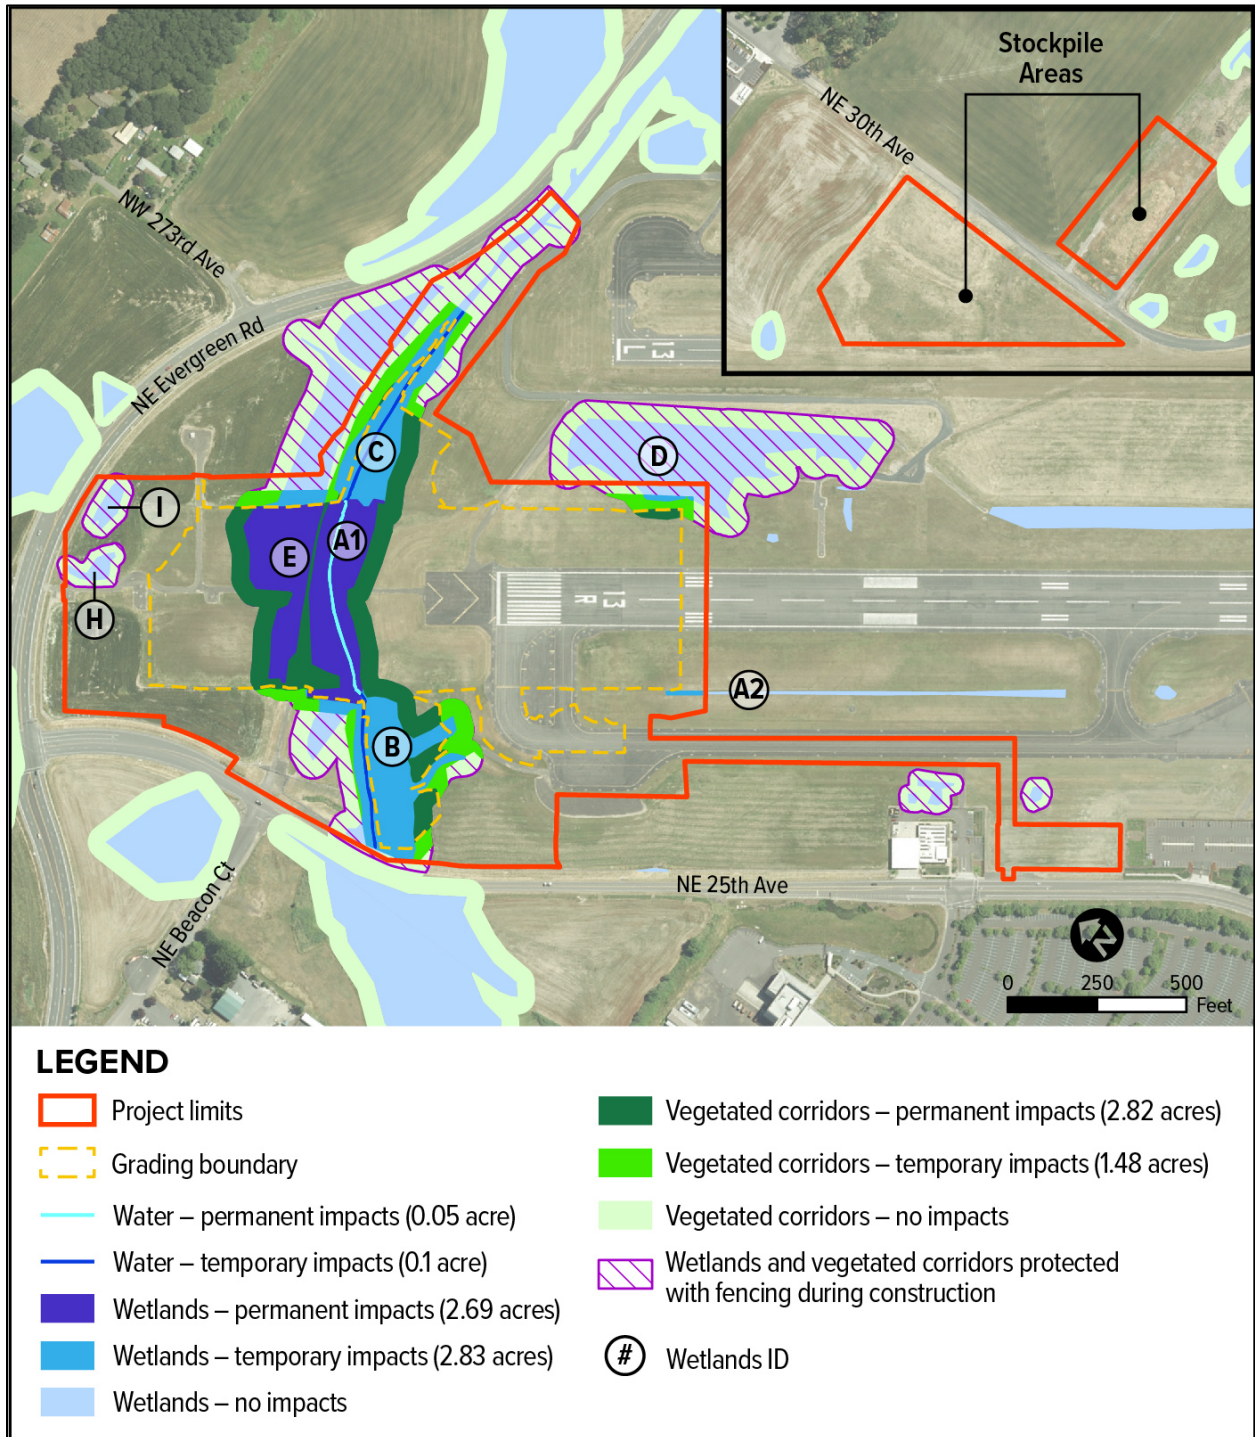 Stockpile
Areas
NE 30th Ave
NW 273rd Ave
NE Evergreen Rd
13
L
C
D
I
E
A1
H
13
R
A2
B
NE 25th Ave
NE Beacon Ct
N
0 250 500
Feet
LEGEND
Project limits
Grading boundary
Water – permanent impacts (0.05 acre)
Water – temporary impacts (0.1 acre)
Wetlands – permanent impacts (2.69 acres)
Wetlands – temporary impacts (2.83 acres)
Wetlands – no impacts
Vegetated corridors – permanent impacts (2.82 acres)
Vegetated corridors – temporary impacts (1.48 acres)
Vegetated corridors – no impacts
Wetlands and vegetated corridors protected
with fencing during construction
# Wetlands ID